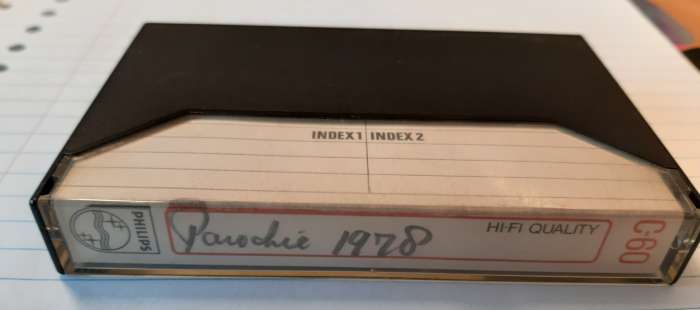 INDEX 1 INDEX 2
PHILIPS
Parochie 1978
HI-FI QUALITY
C-60